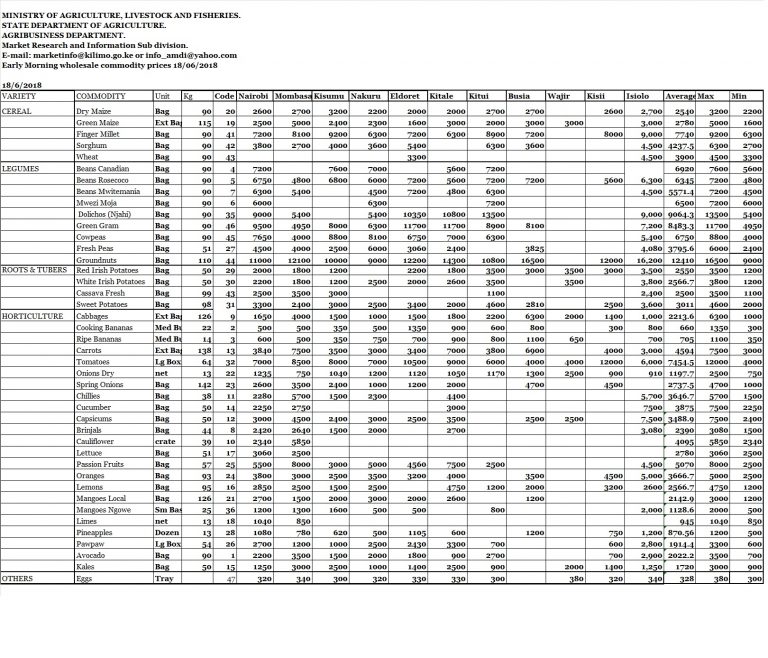 MINISTRY OF AGRICULTURE, LIVESTOCK AND FISHERIES.
STATE DEPARTMENT OF AGRICULTURE.
AGRIBUSINESS DEPARTMENT.
Market Research and Information Sub division.
E-mail: marketinfo@kilimo.go.ke or info_amdi@yahoo.com
Early Morning wholesale commodity prices 18/06/2018
18/6/2018
VARIETY COMMODITY Unit Kg Code Nairobi Mombasa Kisumu Nakuru Eldoret Kitale Kitui Busia Wajir Kisii Isiolo Average Max Min
CEREAL Dry Maize Bag 90 20 2600 2700 3200 2200 2000 2000 2700 2700 2600 2,700 2540 3200 2200
Green Maize Ext Bag 115 19 2500 5000 2400 2300 1600 3000 2000 3000 3000 3,000 2780 5000 1600
Finger Millet Bag 90 41 7200 8100 9200 6300 7200 6300 8900 7200 8000 9,000 7740 9200 6300
Sorghum Bag 90 42 3800 2700 4000 3600 5400 6300 3600 4,500 4237.5 6300 2700
Wheat Bag 90 43 3300 4,500 3900 4500 3300
LEGUMES Beans Canadian Bag 90 4 7200 7600 7000 5600 7200 6920 7600 5600
Beans Rosecoco Bag 90 5 6750 4800 6800 6000 7200 5600 7200 7200 5600 6,300 6345 7200 4800
Beans Mwitemania Bag 90 7 6300 5400 4500 7200 4800 6300 4,500 5571.4 7200 4500
Mwezi Moja Bag 90 6 6000 6300 7200 6500 7200 6000
Dolichos (Njahi) Bag 90 35 9000 5400 5400 10350 10800 13500 9,000 9064.3 13500 5400
Green Gram Bag 90 46 9500 4950 8000 6300 11700 11700 8900 8100 7,200 8483.3 11700 4950
Cowpeas Bag 90 45 7650 4000 8800 8100 6750 7000 6300 5,400 6750 8800 4000
Fresh Peas Bag 51 27 4500 4000 2500 6000 3060 2400 3825 4,080 3795.6 6000 2400
Groundnuts Bag 110 44 11000 12100 10000 9000 12200 14300 10800 16500 12000 16,200 12410 16500 9000
ROOTS & TUBERS Red Irish Potatoes Bag 50 29 2000 1800 1200 2200 1800 3500 3000 3500 3000 3,500 2550 3500 1200
White Irish Potatoes Bag 50 30 2200 1800 1200 2500 2000 2600 3500 3500 3,800 2566.7 3800 1200
Cassava Fresh Bag 99 43 2500 3500 3000 1100 2,400 2500 3500 1100
Sweet Potatoes Bag 98 31 3300 2400 3000 2500 3400 2000 4600 2810 2500 3,600 3011 4600 2000
HORTICULTURE Cabbages Ext Bag 126 9 1650 4000 1500 1000 1500 1800 2200 6300 2000 1400 1,000 2213.6 6300 1000
Cooking Bananas Med Bu 22 2 500 500 350 500 1350 900 600 800 300 800 660 1350 300
Ripe Bananas Med Bu 14 3 600 500 350 750 700 900 800 1100 650 700 705 1100 350
Carrots Ext Bag 138 13 3840 7500 3500 3000 3400 7000 3800 6900 4000 3,000 4594 7500 3000
Tomatoes Lg Box 64 32 7000 8500 8000 7000 10500 9000 6000 4000 4000 12000 6,000 7454.5 12000 4000
Onions Dry net 13 22 1235 750 1040 1200 1120 1050 1170 1300 2500 900 910 1197.7 2500 750
Spring Onions Bag 142 23 2600 3500 2400 1000 1200 2000 4700 4500 2737.5 4700 1000
Chillies Bag 38 11 2280 5700 1500 2300 4400 5,700 3646.7 5700 1500
Cucumber Bag 50 14 2250 2750 3000 7500 3875 7500 2250
Capsicums Bag 50 12 3000 4500 2400 3000 2500 3500 2500 2500 7,500 3488.9 7500 2400
Brinjals Bag 44 8 2420 2640 1500 2000 2700 3,080 2390 3080 1500
Cauliflower crate 39 10 2340 5850 4095 5850 2340
Lettuce Bag 51 17 3060 2500 2780 3060 2500
Passion Fruits Bag 57 25 5500 8000 3000 5000 4560 7500 2500 4,500 5070 8000 2500
Oranges Bag 93 24 3800 3000 2500 3500 3200 4000 3500 4500 5,000 3666.7 5000 2500
Lemons Bag 95 16 2850 2500 1500 2500 4750 1200 2000 3200 2600 2566.7 4750 1200
Mangoes Local Bag 126 21 2700 1500 2000 3000 2000 2600 1200 2142.9 3000 1200
Mangoes Ngowe Sm Bas 25 36 1200 1300 1600 500 500 800 2,000 1128.6 2000 500
Limes net 13 18 1040 850 945 1040 850
Pineapples Dozen 13 28 1080 780 620 500 1105 600 1200 750 1,200 870.56 1200 500
Pawpaw Lg Box 54 26 2700 1200 1000 2500 2430 3300 700 600 2,800 1914.4 3300 600
Avocado Bag 90 1 2200 3500 1500 2000 1800 900 2700 700 2,900 2022.2 3500 700
Kales Bag 50 15 1250 3000 2500 1000 1400 2500 900 2000 1400 1,250 1720 3000 900
OTHERS Eggs Tray 47 320 340 300 320 330 330 300 380 320 340 328 380 300